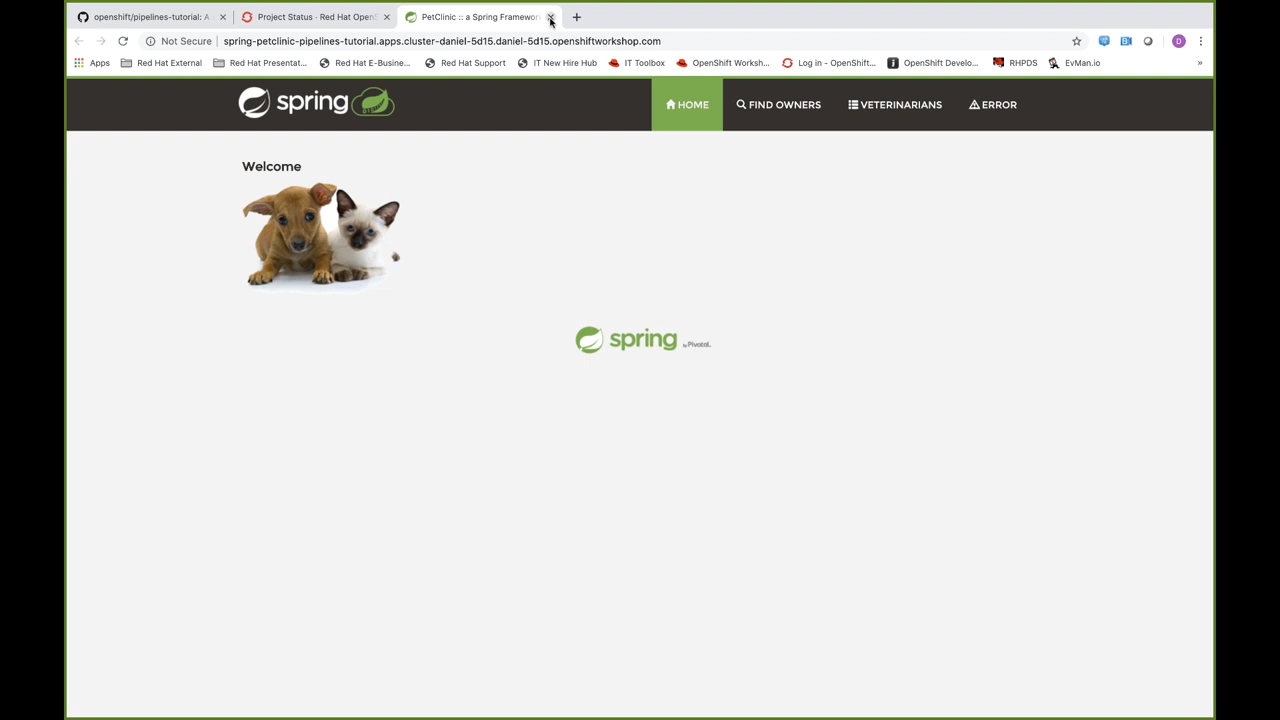 openshift/pipelines-tutorial: A
Project Status · Red Hat Open
PetClinic :: a Spring Framewor
Not Secure
spring-petclinic-pipelines-tutorial.apps.cluster-daniel-5d15.daniel-5d15.openshiftworkshop.com
D
Apps
Red Hat External
Red Hat Presentat...
Red Hat E-Busine...
Red Hat Support
IT New Hire Hub
IT Toolbox
OpenShift Worksh...
Log in - OpenShift...
OpenShift Develo...
RHPDS
EvMan.io
»
spring
HOME
FIND OWNERS
VETERINARIANS
ERROR
Welcome
spring by Pivotal.